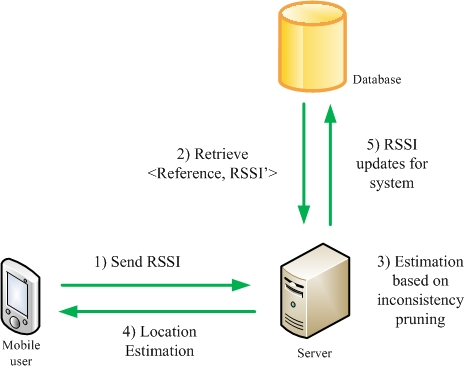 Database
2) Retrieve
<Reference, RSSI'>
5) RSSI
updates for
system
1) Send RSSI
3) Estimation
based on
inconsistency
pruning
4) Location
Estimation
Mobile
user
Server